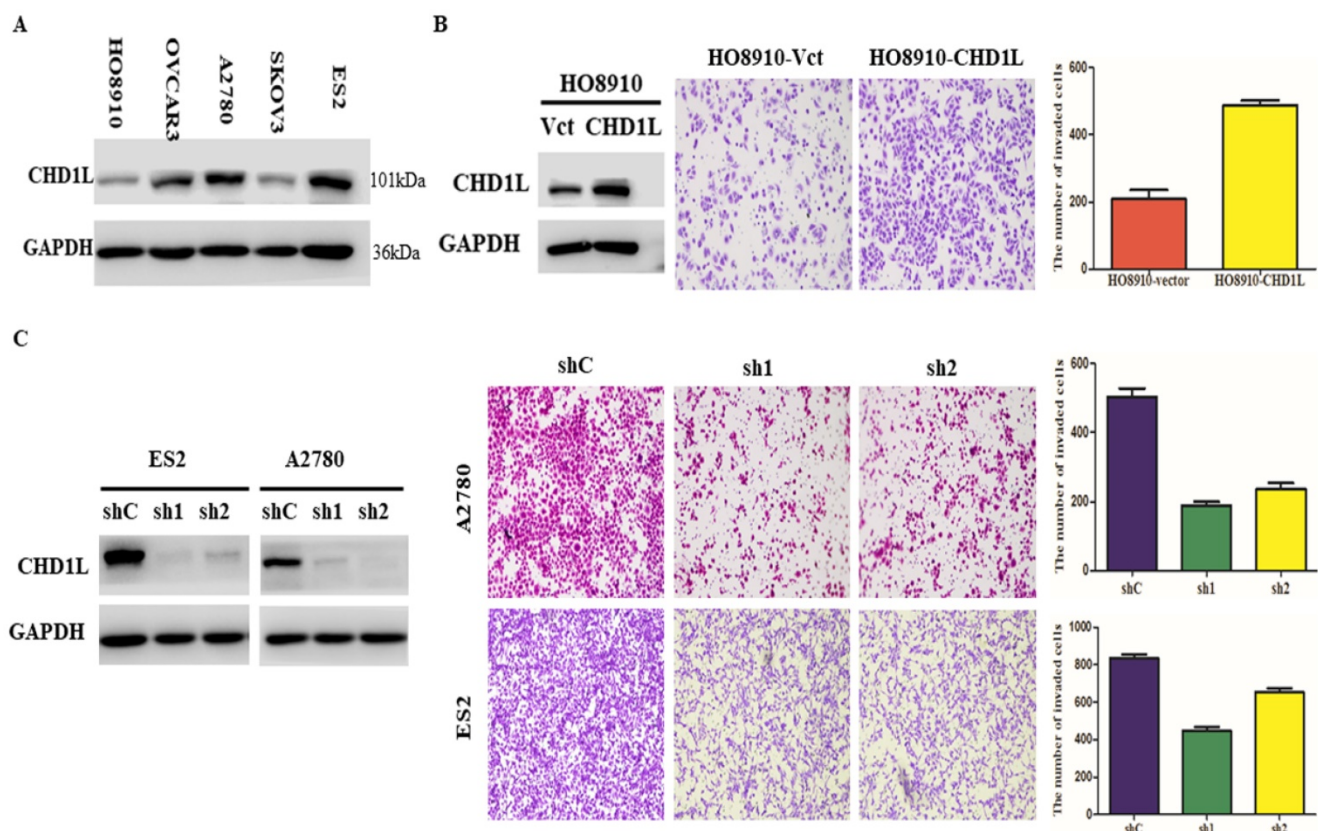 A
HO8910
OVCAR3
A2780
SKOV3
ES2
CHD1L
101kDa
GAPDH
36kDa
B
HO8910
Vct CHD1L
CHD1L
GAPDH
HO8910-Vct
HO8910-CHD1L
The number of invaded cells
600
400
200
0
HO8910-vector
HO8910-CHD1L
C
ES2
A2780
shC sh1 sh2
shC sh1 sh2
CHD1L
GAPDH
shC
sh1
sh2
A2780
ES2
The number of invaded cells
600
400
200
0
shC
sh1
sh2
The number of invaded cells
1000
800
600
400
200
0
shC
sh1
sh2